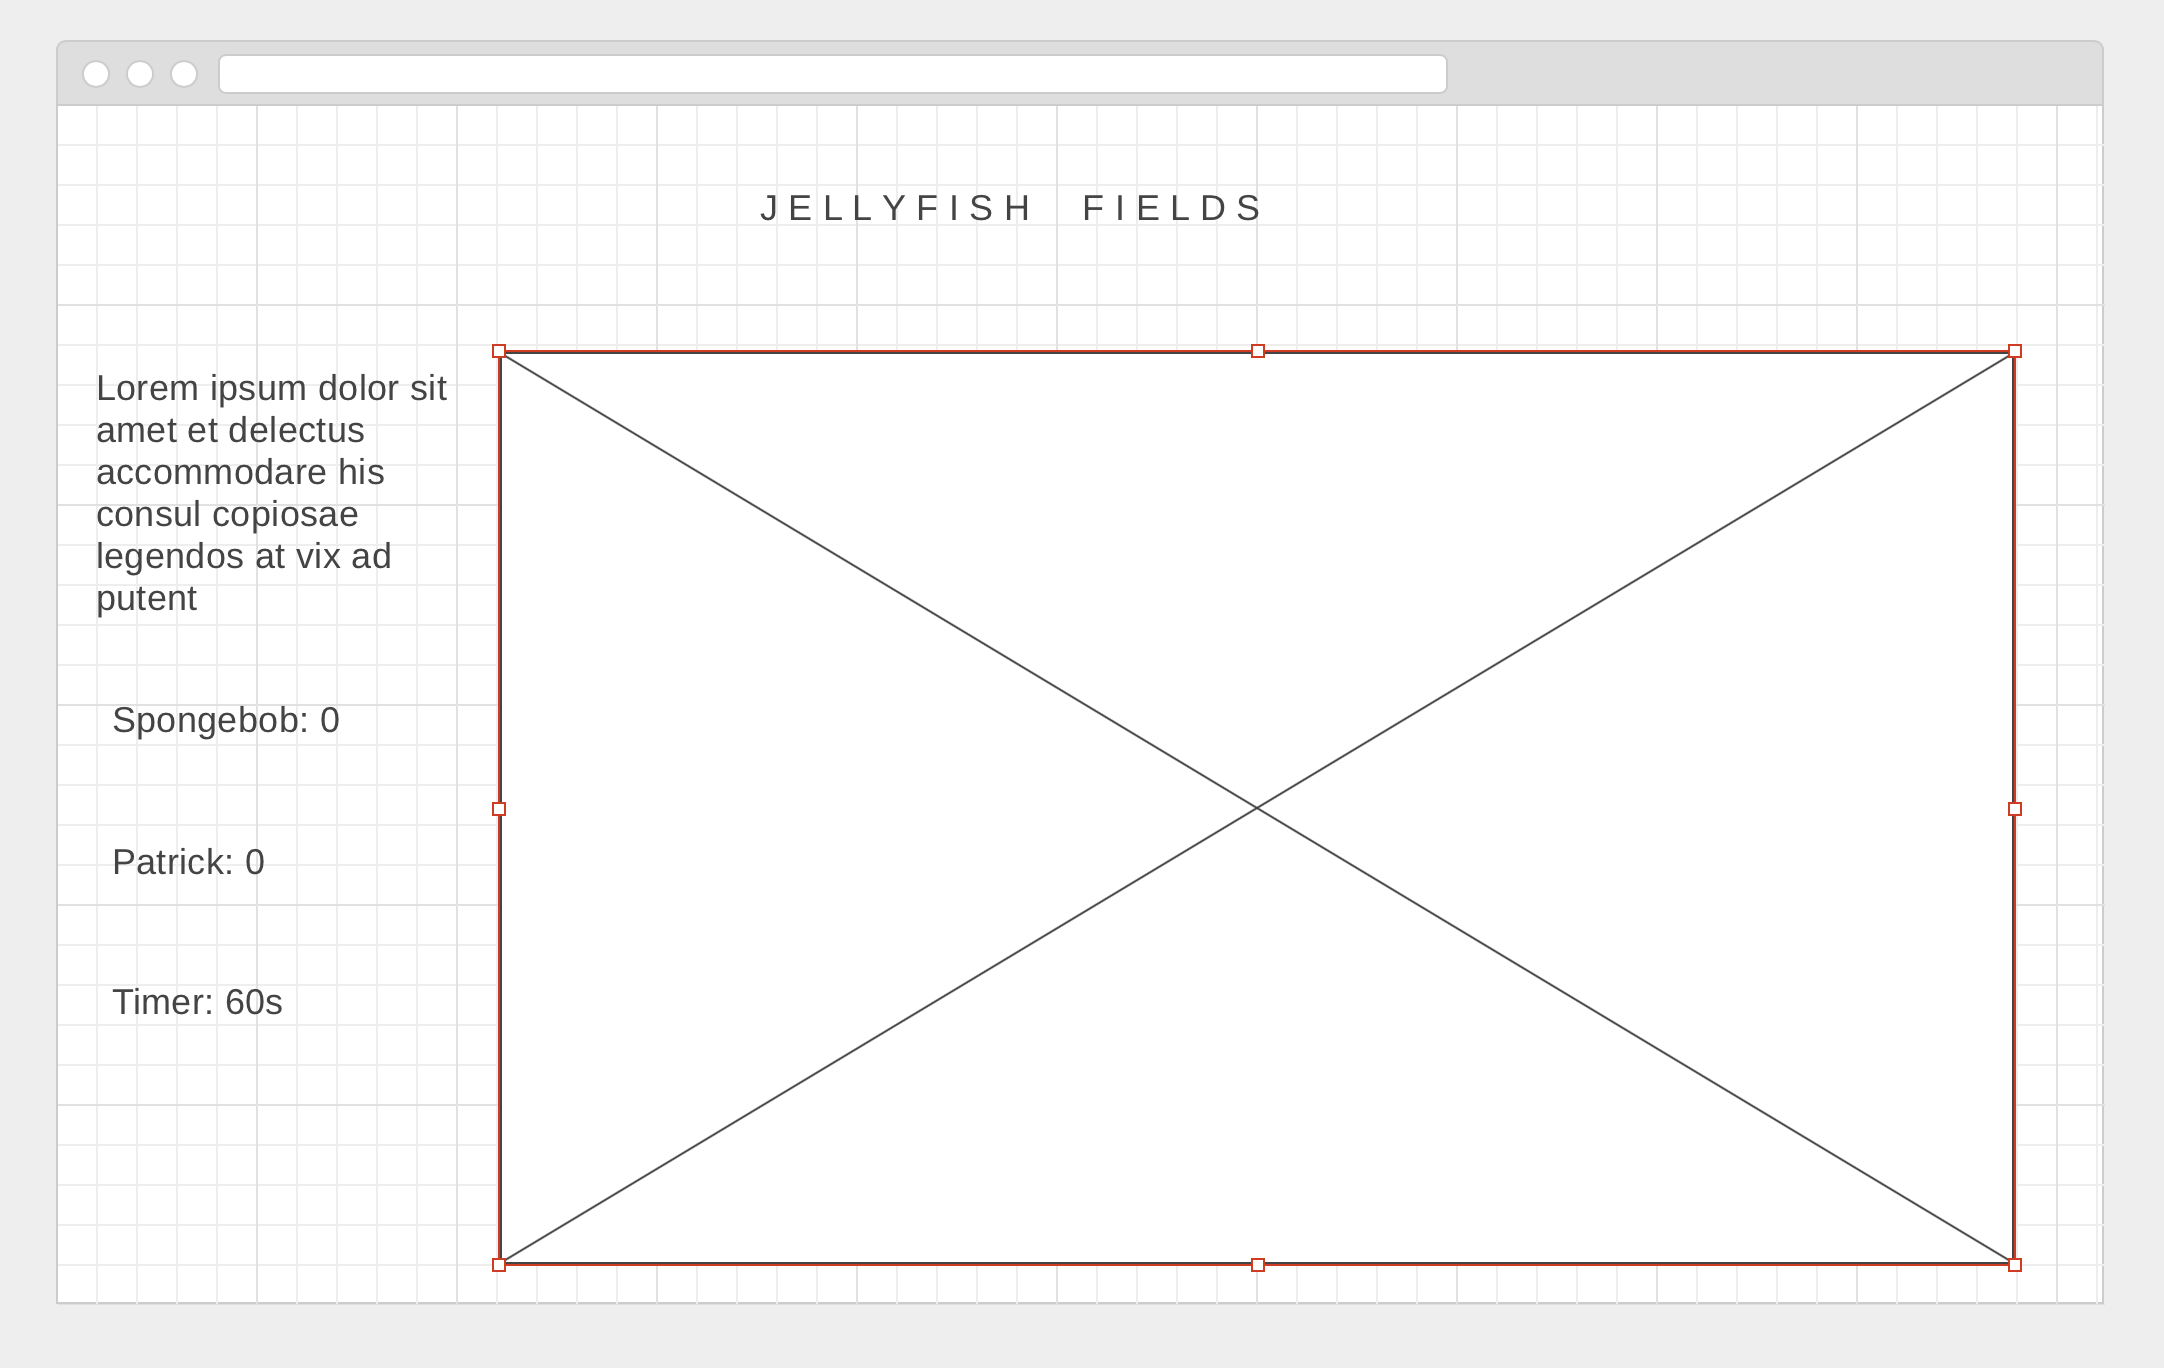 JELLYFISH FIELDS
Lorem ipsum dolor sit
amet et delectus
accommodare his
consul copiosae
legendos at vix ad
putent
Spongebob: 0
Patrick: 0
Timer: 60s